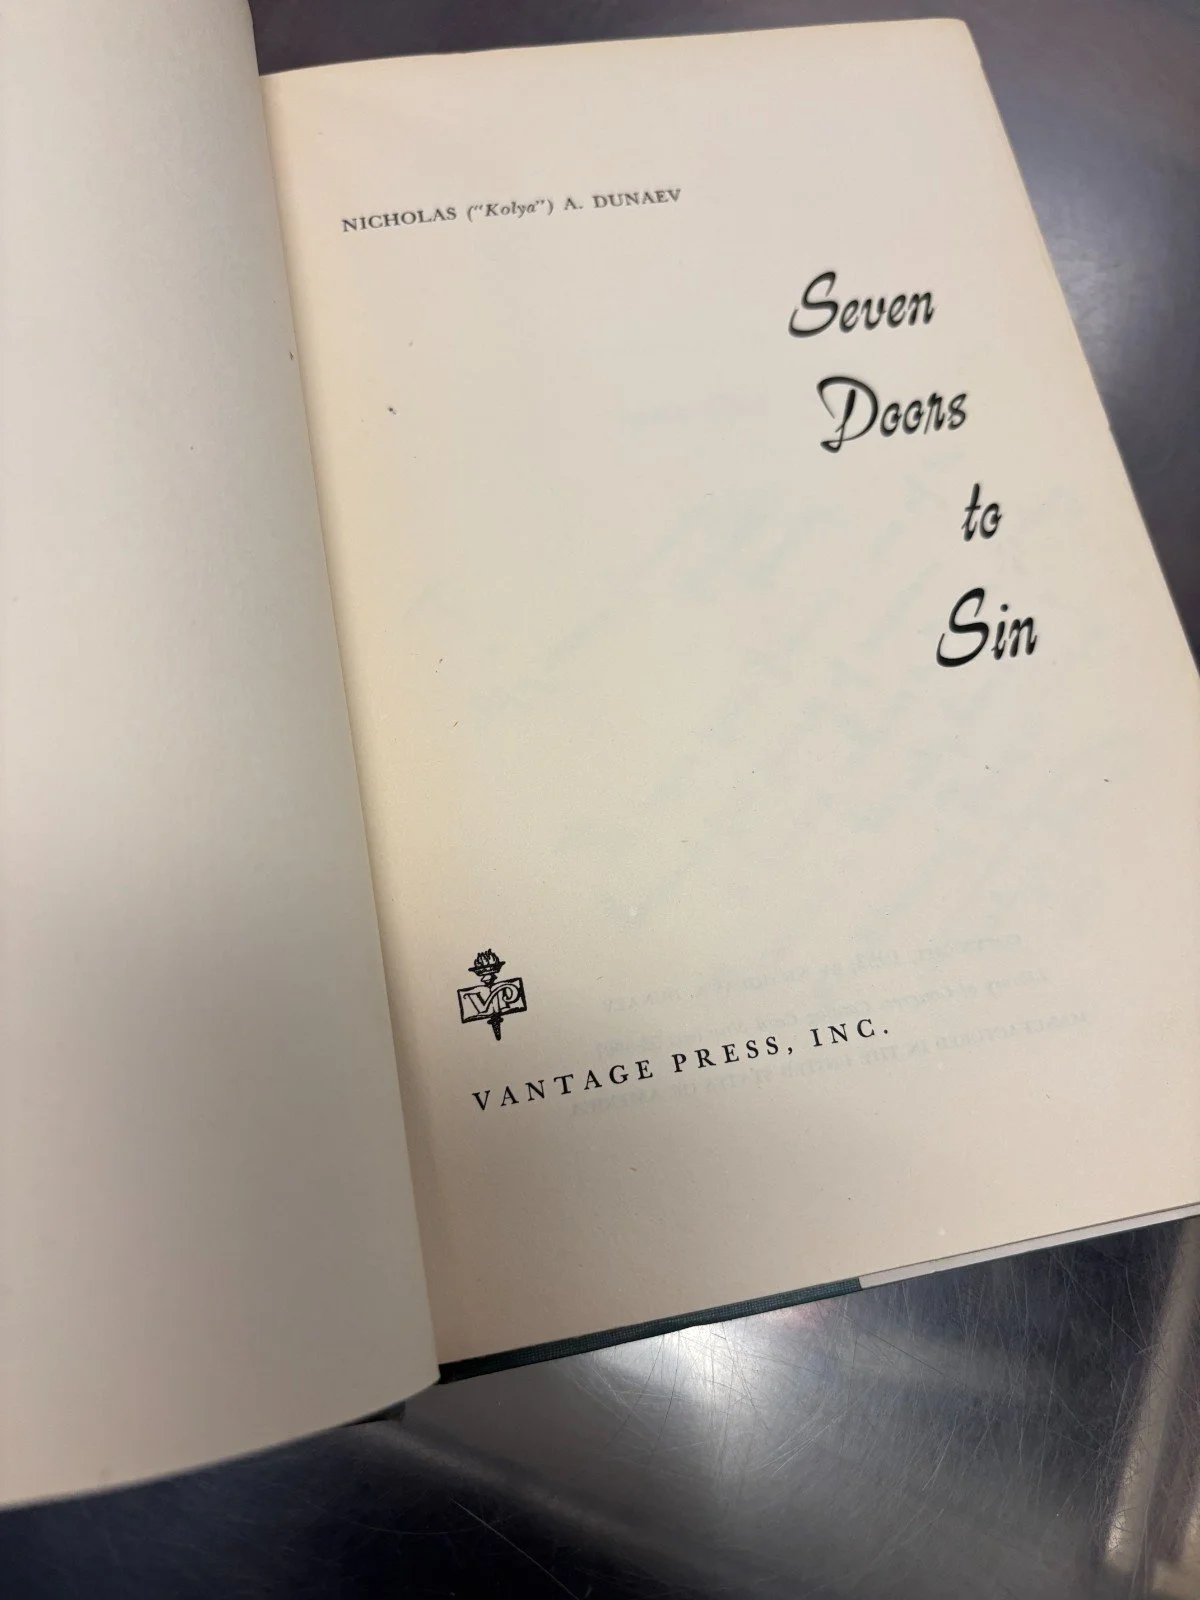 NICHOLAS ("Kolya") A. DUNAEV
Seven
Doors
to
Sin
VP
VANTAGE PRESS, INC.